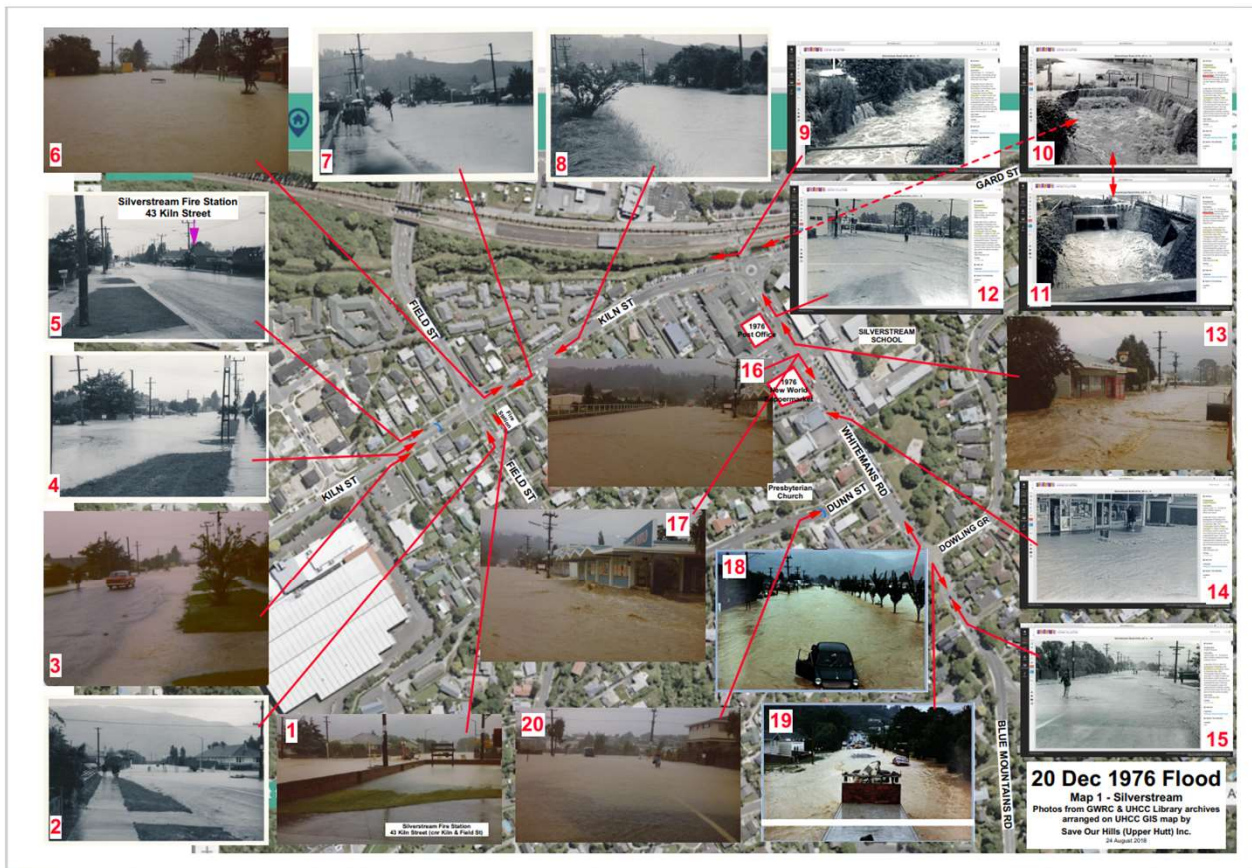 6
7
8
9
10
GARD ST
Silverstream Fire Station
43 Kiln Street
5
12
11
FIELD ST
KILN ST
1976
Post Office
SILVERSTREAM
SCHOOL
13
4
16
1976
New World
Supermarket
Fire
Station
WHITEMANS RD
KILN ST
FIELD ST
Presbyterian
Church
DUNN ST
3
17
18
DOWLING GR
14
2
1
20
19
15
BLUE MOUNTAINS RD
Silverstream Fire Station
43 Kiln Street (cnr Kiln & Field St)
20 Dec 1976 Flood
Map 1 - Silverstream
Photos from GWRC & UHCC Library archives
arranged on UHCC GIS map by
Save Our Hills (Upper Hutt) Inc.
24 August 2018